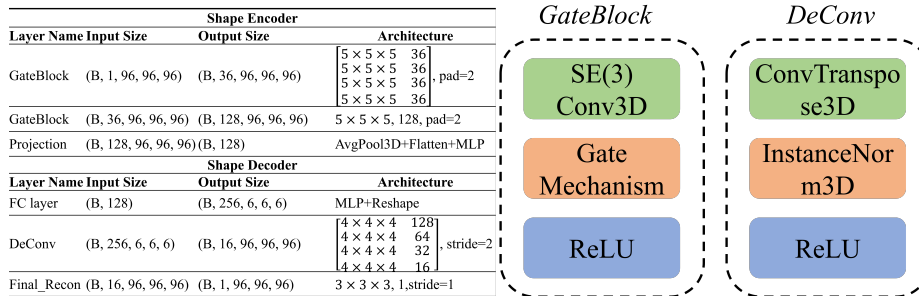 Shape Encoder
Layer Name Input Size Output Size Architecture
GateBlock (B, 1, 96, 96, 96) (B, 36, 96, 96, 96) [5 × 5 × 5 36
5 × 5 × 5 36
5 × 5 × 5 36
5 × 5 × 5 36], pad=2
GateBlock (B, 36, 96, 96, 96) (B, 128, 96, 96, 96) 5 × 5 × 5, 128, pad=2
Projection (B, 128, 96, 96, 96) (B, 128) AvgPool3D+Flatten+MLP
Shape Decoder
Layer Name Input Size Output Size Architecture
FC layer (B, 128) (B, 256, 6, 6, 6) MLP+Reshape
DeConv (B, 256, 6, 6, 6) (B, 16, 96, 96, 96) [4 × 4 × 4 128
4 × 4 × 4 64
4 × 4 × 4 32
4 × 4 × 4 16], stride=2
Final_Recon (B, 16, 96, 96, 96) (B, 1, 96, 96, 96) 3 × 3 × 3, 1,stride=1
GateBlock
SE(3)
Conv3D
Gate
Mechanism
ReLU
DeConv
ConvTranspo
se3D
InstanceNor
m3D
ReLU